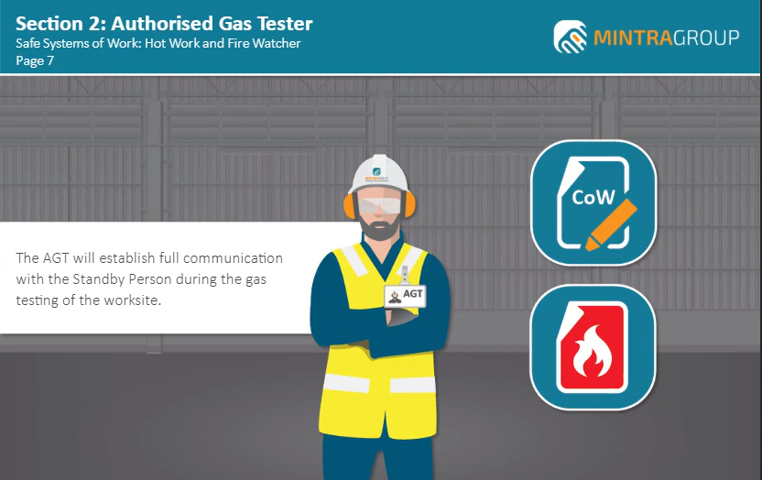 Section 2: Authorised Gas Tester
Safe Systems of Work: Hot Work and Fire Watcher
Page 7
MINTRAGROUP
CoW
The AGT will establish full communication
with the Standby Person during the gas
testing of the worksite.
AGT